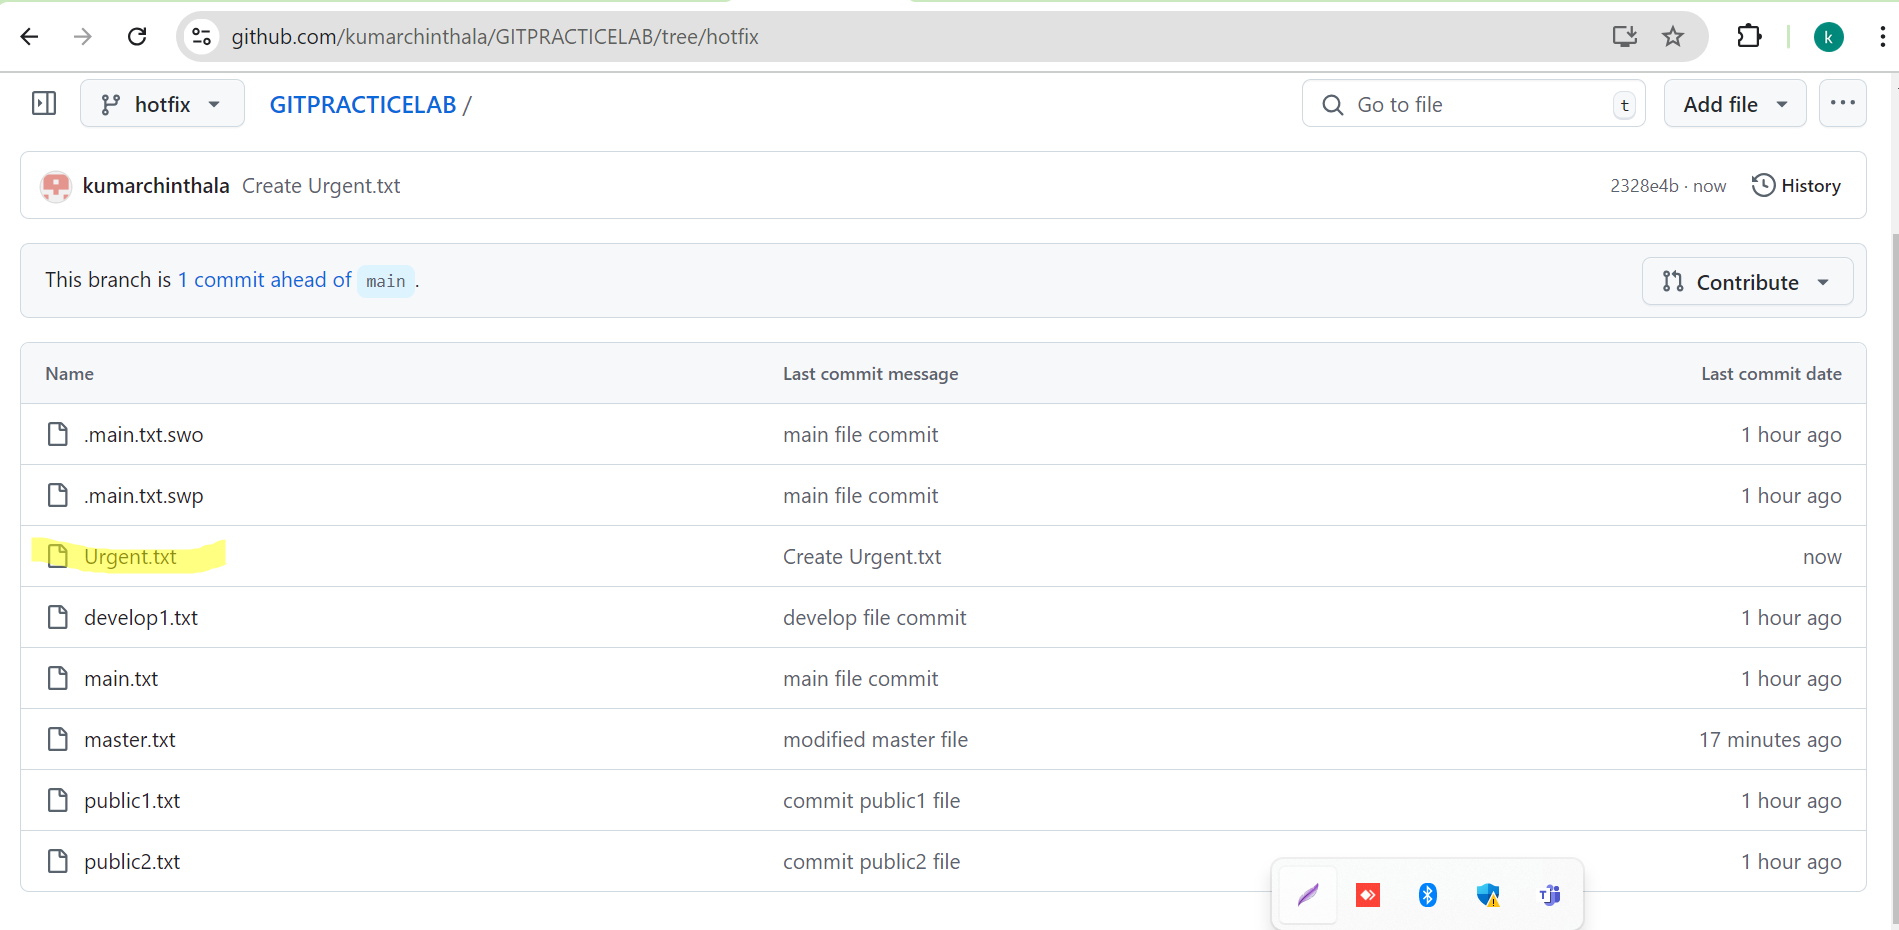 github.com/kumarchinthala/GITPRACTICELAB/tree/hotfix
k
hotfix
GITPRACTICELAB /
Go to file
t
Add file
kumarchinthala Create Urgent.txt
2328e4b · now
History
This branch is 1 commit ahead of main .
Contribute
Name Last commit message Last commit date
.main.txt.swo main file commit 1 hour ago
.main.txt.swp main file commit 1 hour ago
Urgent.txt Create Urgent.txt now
develop1.txt develop file commit 1 hour ago
main.txt main file commit 1 hour ago
master.txt modified master file 17 minutes ago
public1.txt commit public1 file 1 hour ago
public2.txt commit public2 file 1 hour ago